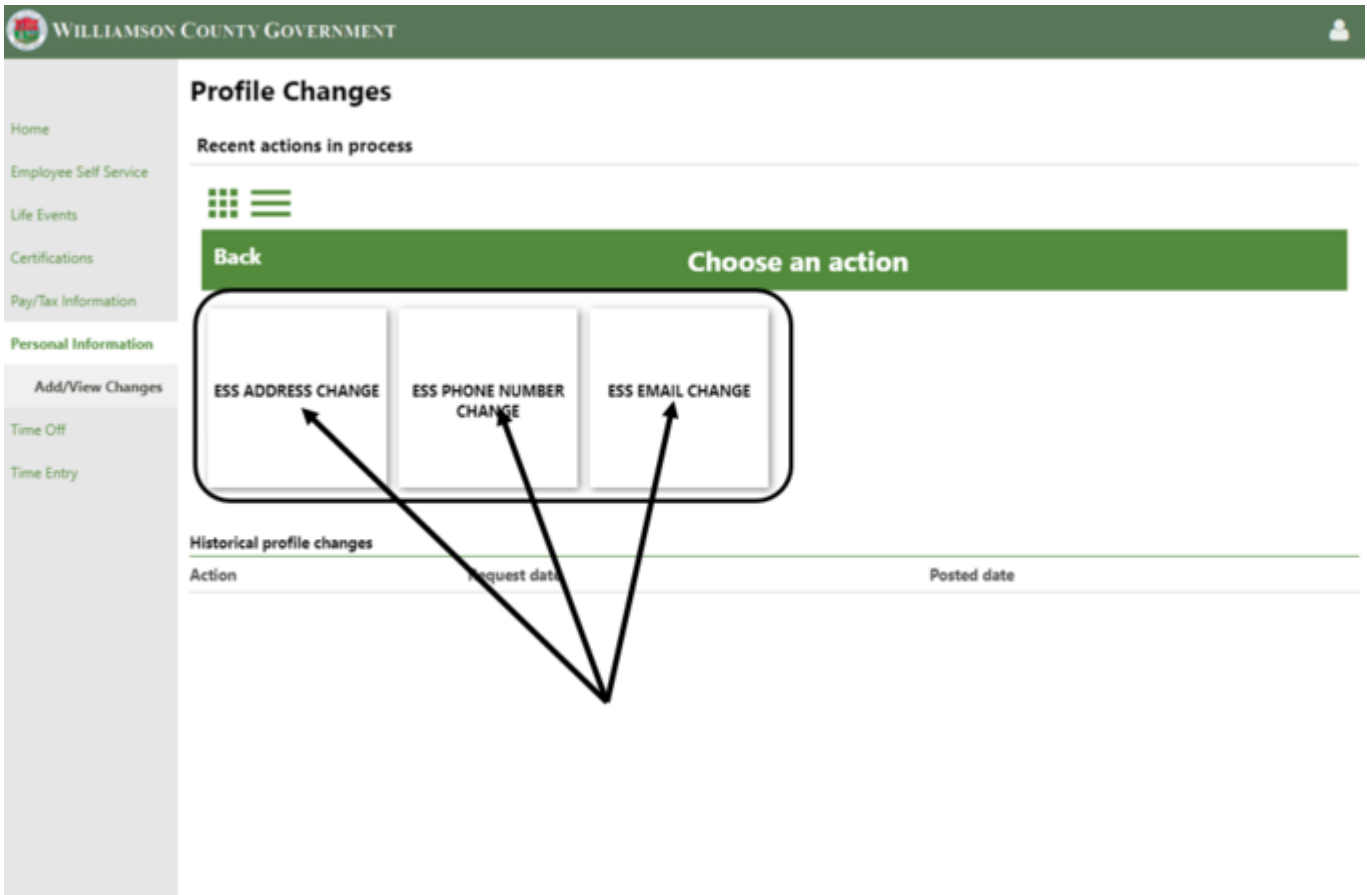 WILLIAMSON COUNTY GOVERNMENT
Home
Employee Self Service
Life Events
Certifications
Pay/Tax Information
Personal Information
Add/View Changes
Time Off
Time Entry
Profile Changes
Recent actions in process
Back
Choose an action
ESS ADDRESS CHANGE
ESS PHONE NUMBER
CHANGE
ESS EMAIL CHANGE
Historical profile changes
Action Request date Posted date